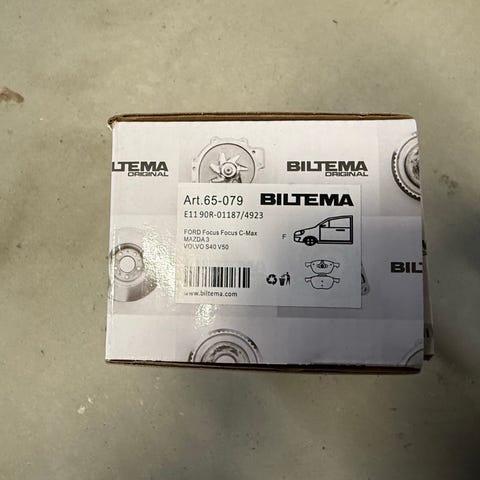 LTEMA
ORIGINAL
BILTEMA
ORIGINAL
Art.65-079 BILTEMA
E11 90R-01187/4923
FORD Focus Focus C-Max
MAZDA 3
VOLVO S40 V50
F
BIL
www.biltema.com